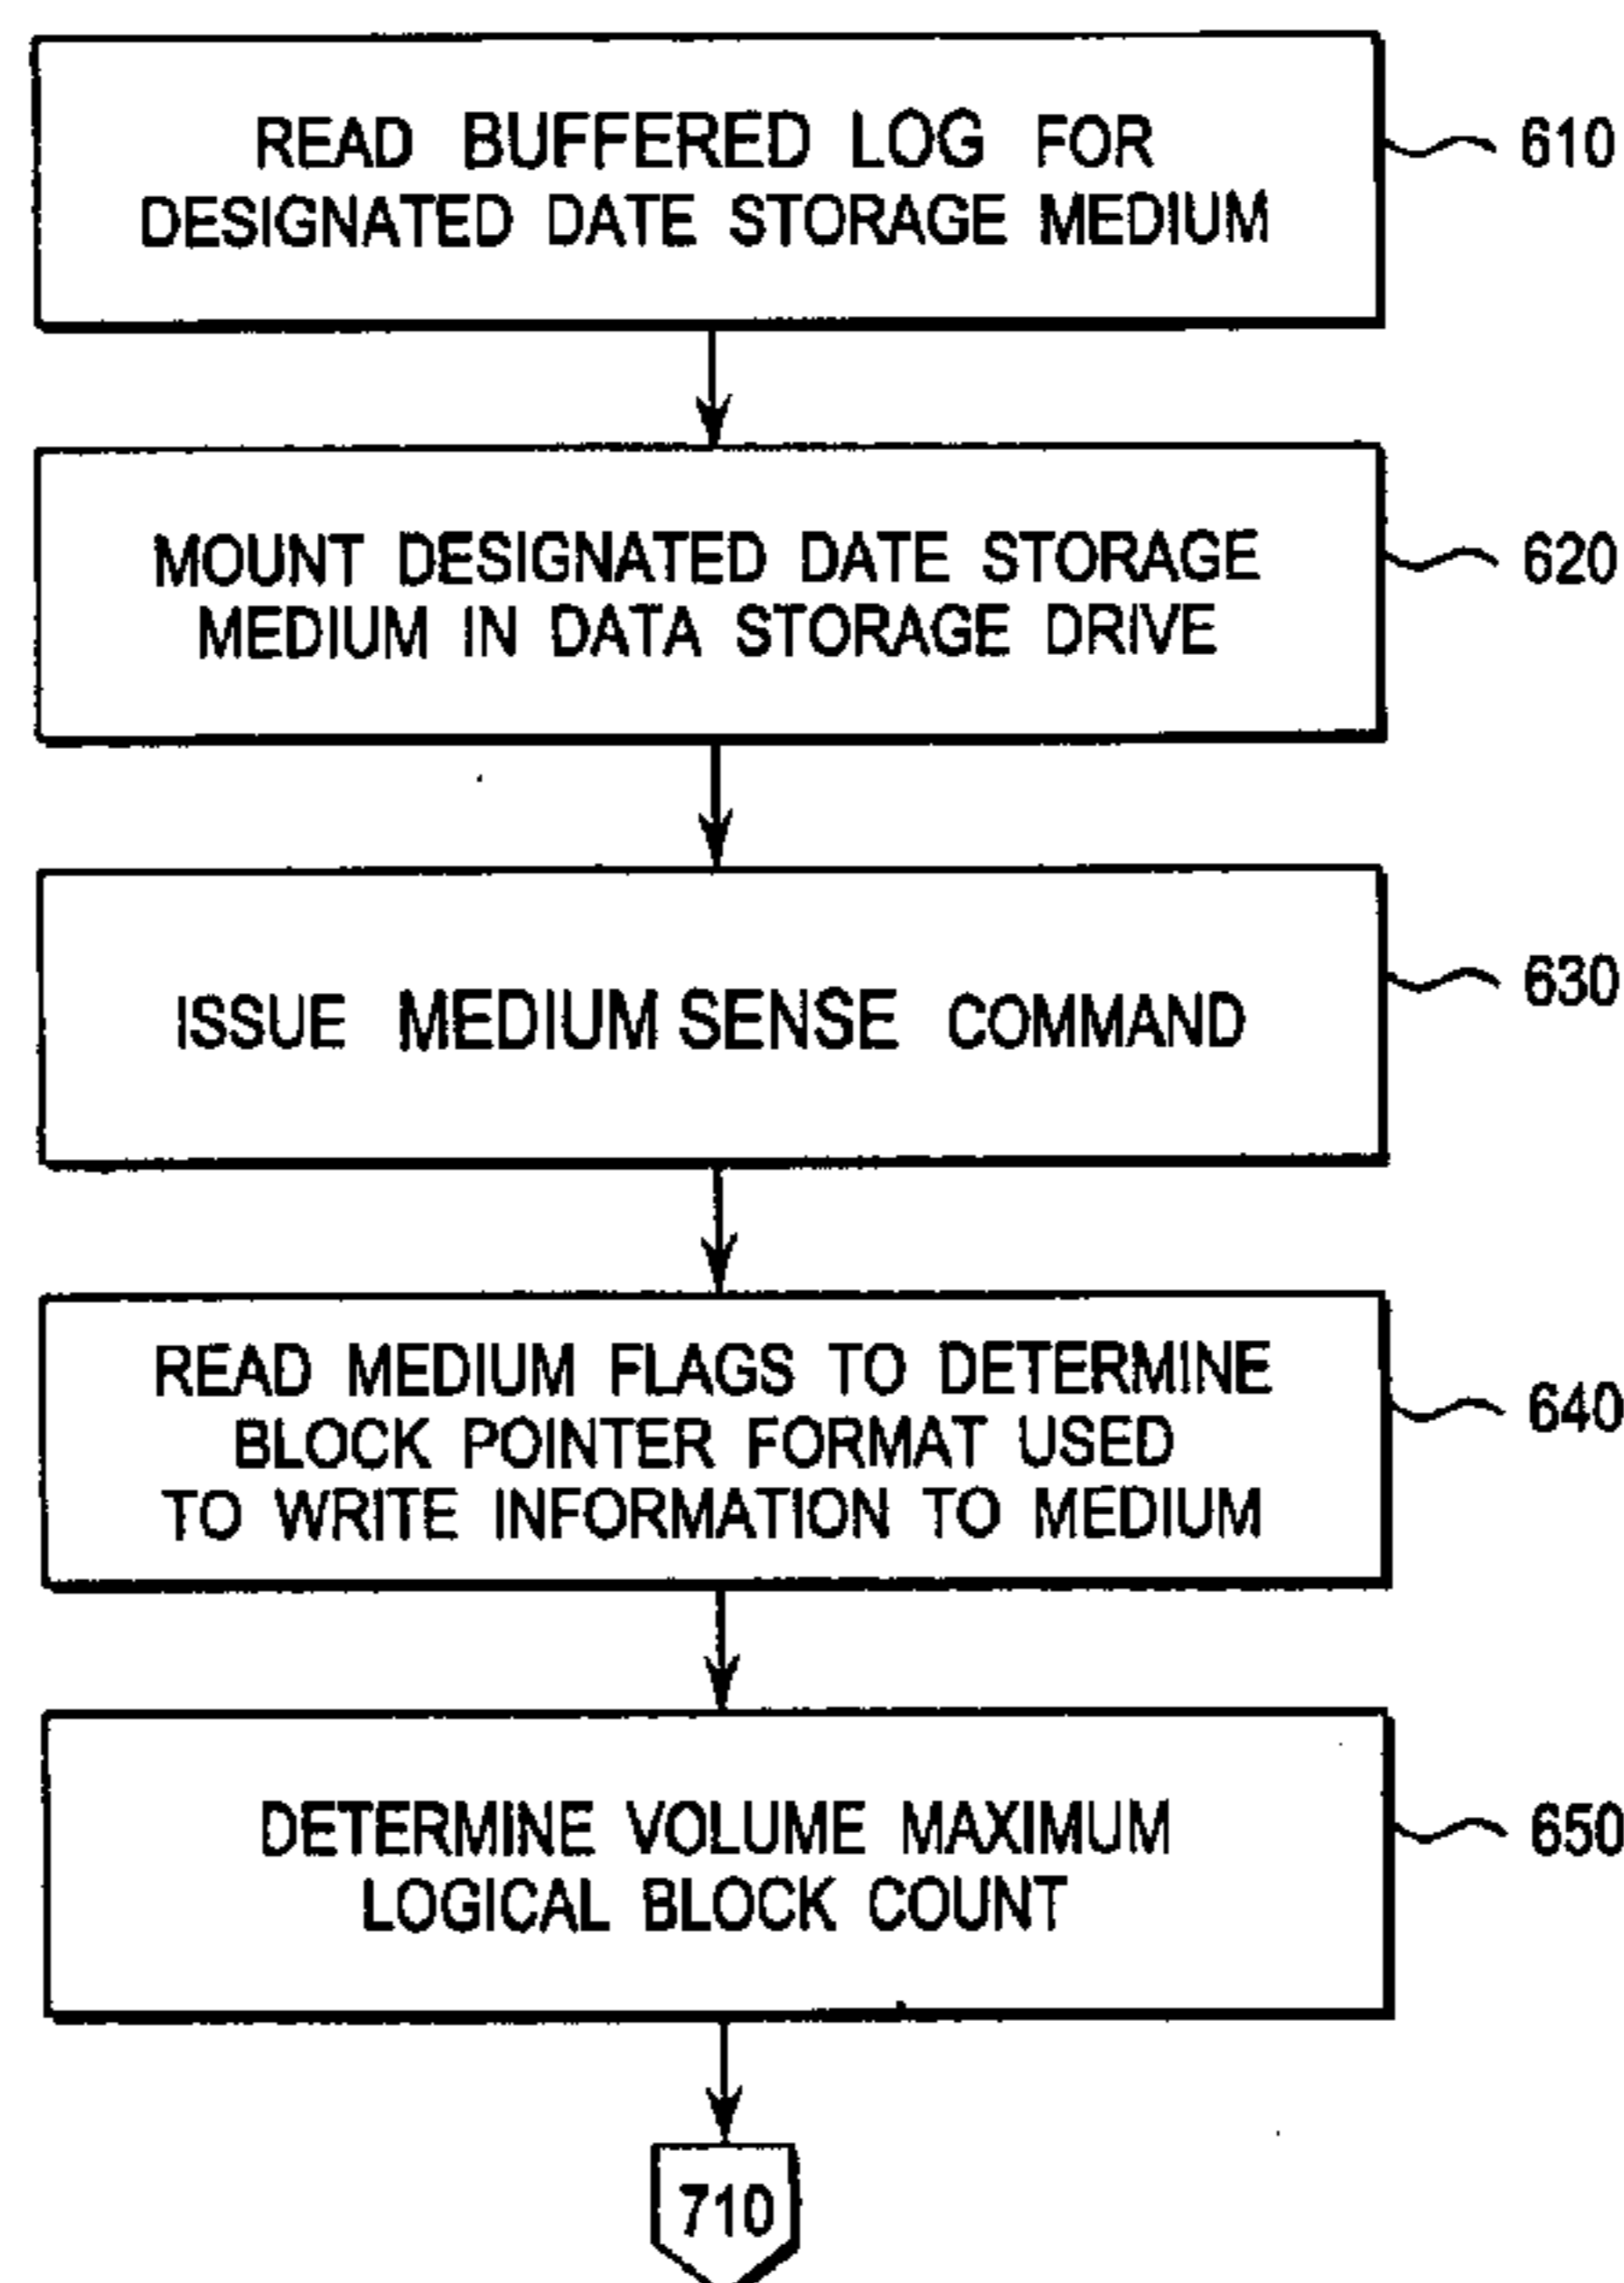 READ BUFFERED LOG FOR
DESIGNATED DATE STORAGE MEDIUM
610
MOUNT DESIGNATED DATE STORAGE
MEDIUM IN DATA STORAGE DRIVE
620
ISSUE MEDIUM SENSE COMMAND
630
READ MEDIUM FLAGS TO DETERMINE
BLOCK POINTER FORMAT USED
TO WRITE INFORMATION TO MEDIUM
640
DETERMINE VOLUME MAXIMUM
LOGICAL BLOCK COUNT
650
710